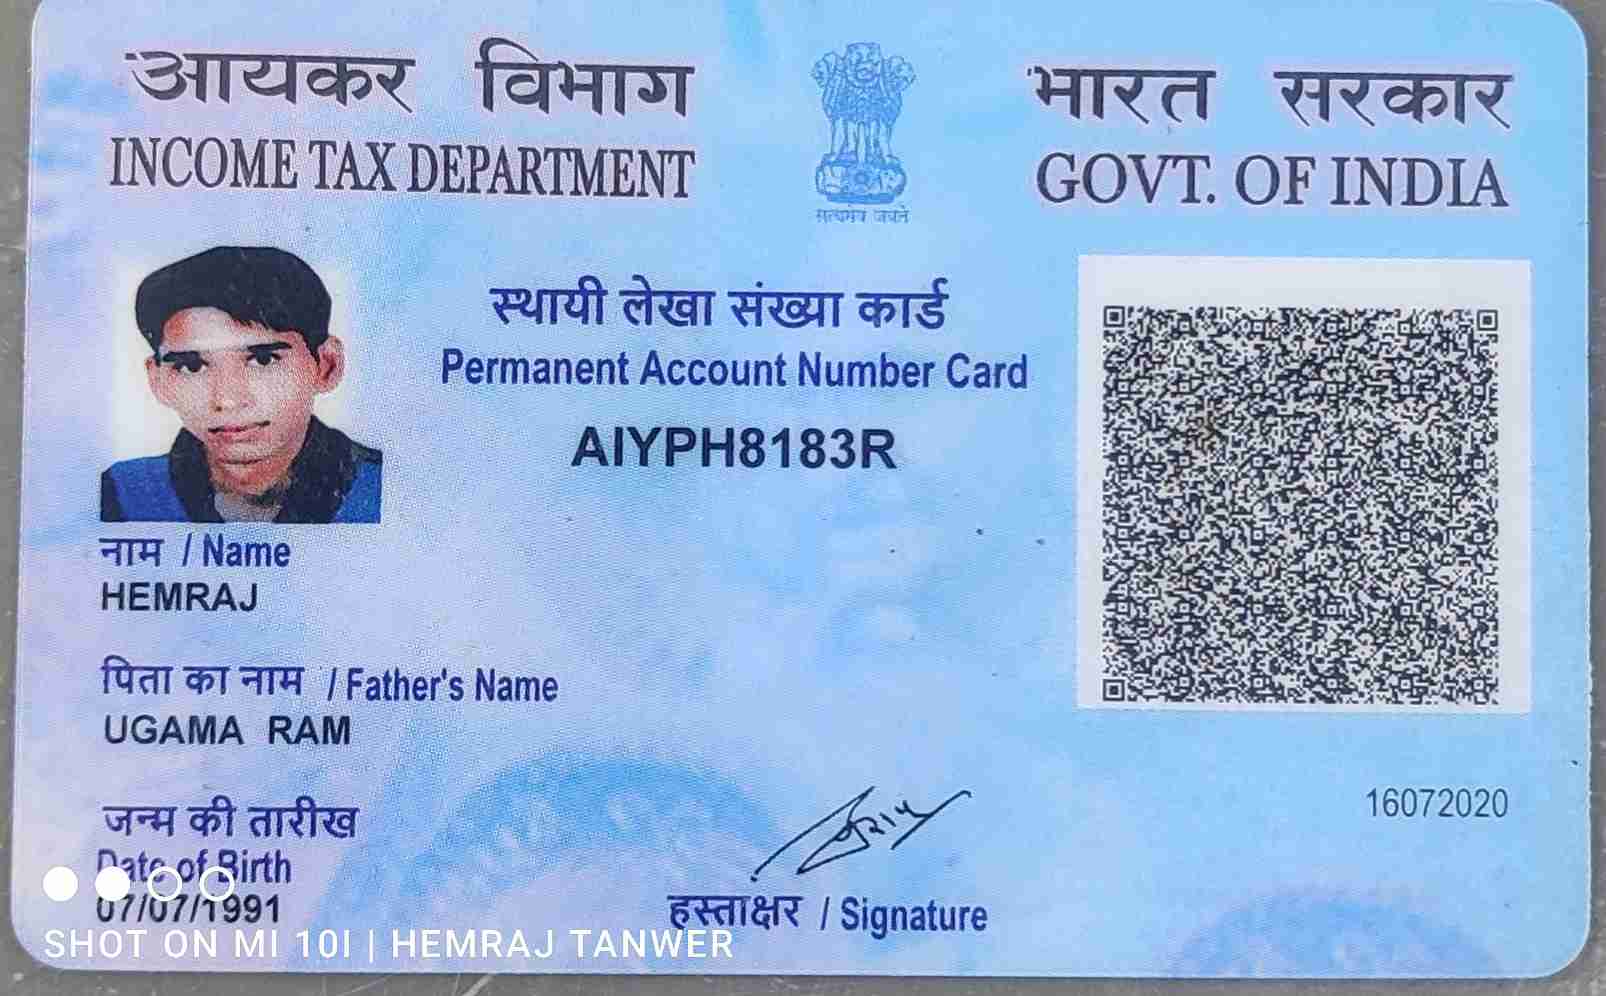 आयकर विभाग
INCOME TAX DEPARTMENT
सत्यमेव जयते
भारत सरकार
GOVT. OF INDIA
स्थायी लेखा संख्या कार्ड
Permanent Account Number Card
AIYPH8183R
नाम / Name
HEMRAJ
पिता का नाम / Father's Name
UGAMA RAM
जन्म की तारीख
Date of Birth
07/07/1991
हस्ताक्षर / Signature
16072020
SHOT ON MI 10I | HEMRAJ TANWER